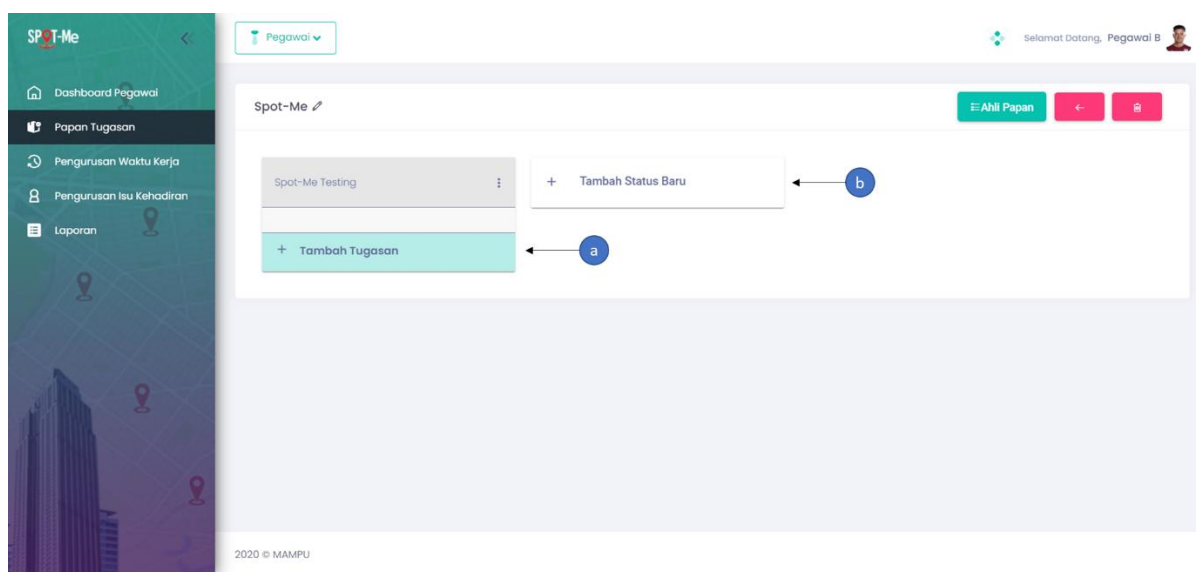 SPOT-Me
Pegawai
Selamat Datang, Pegawai B
Dashboard Pegawai
Papan Tugasan
Pengurusan Waktu Kerja
Pengurusan Isu Kehadiran
Laporan
Spot-Me
Ahli Papan
Spot-Me Testing
+ Tambah Status Baru
b
+ Tambah Tugasan
a
2020 © MAMPU